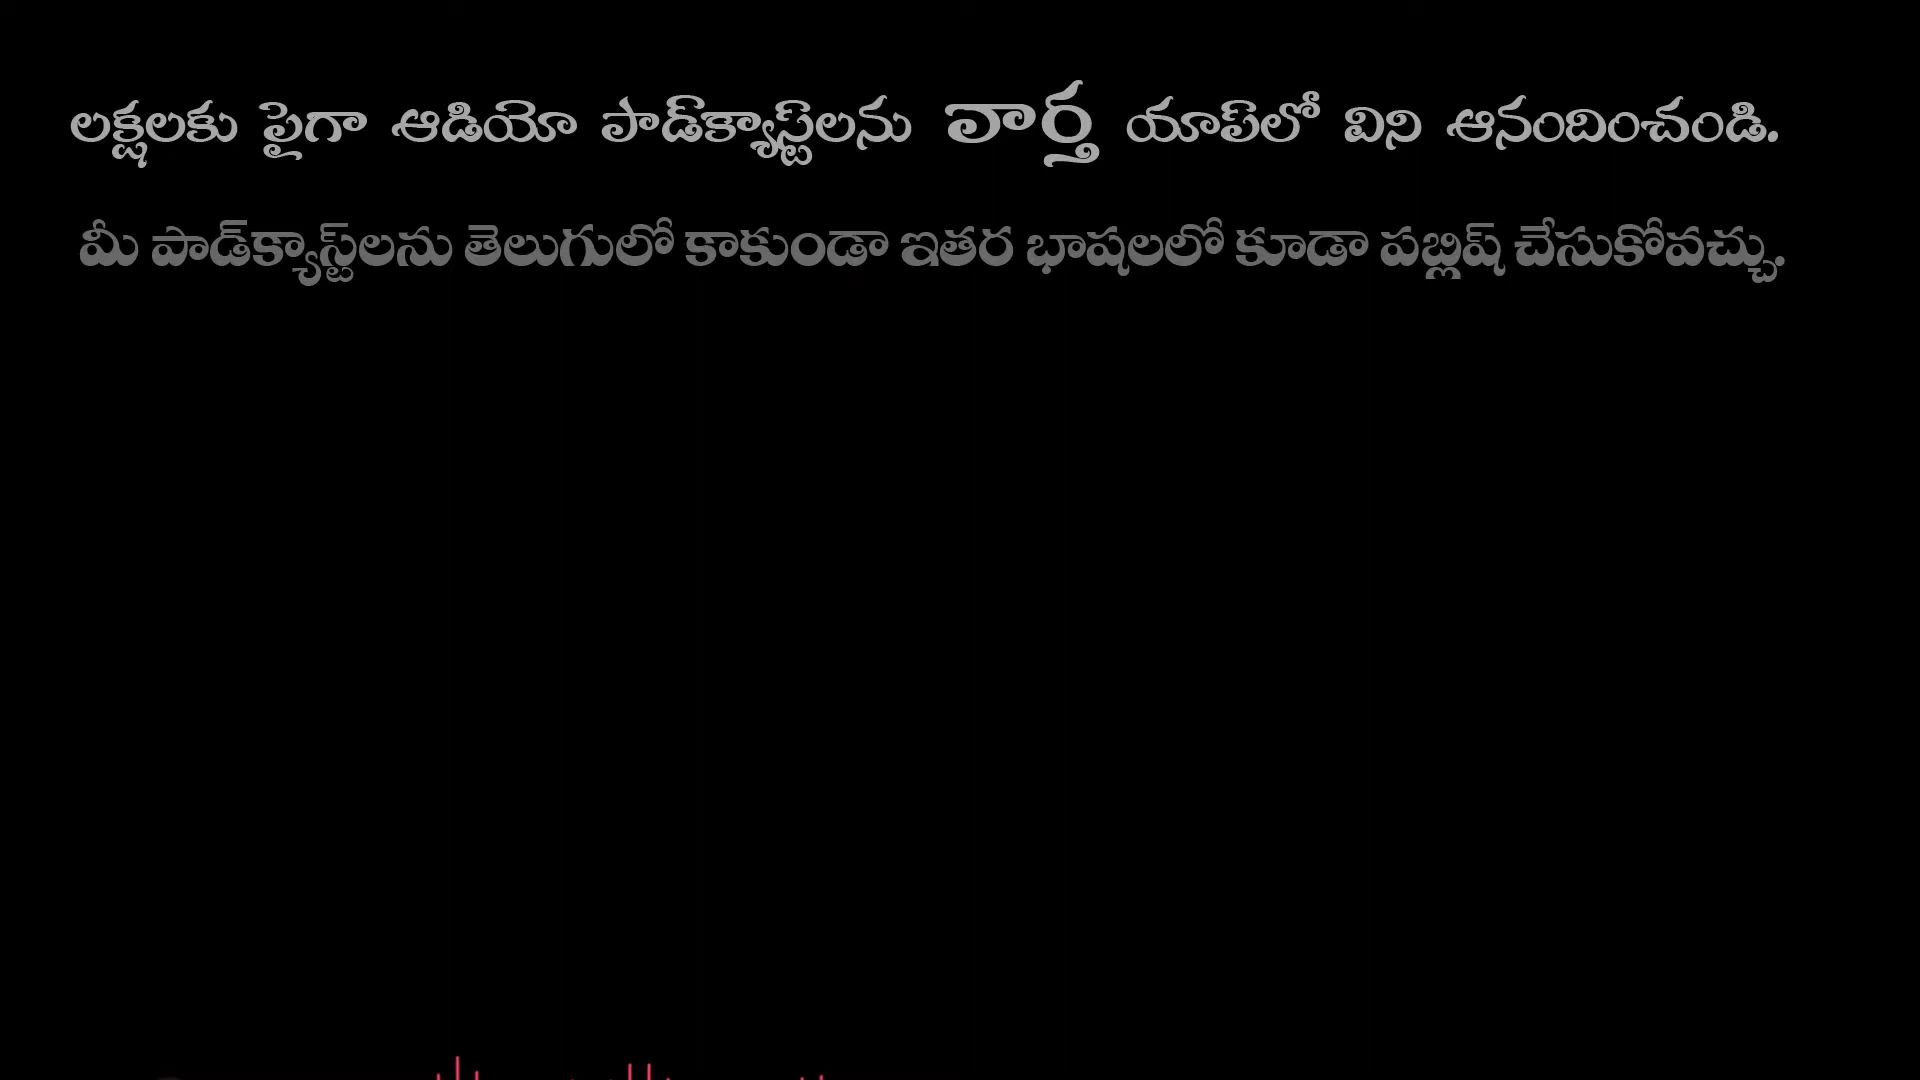 లక్షలకు పైగా ఆడియో పాడ్‌క్యాస్ట్‌లను వార్త యాప్‌లో విని ఆనందించండి.
మీ పాడ్‌క్యాస్ట్‌లను తెలుగులో కాకుండా ఇతర భాషలలో కూడా పబ్లిష్ చేసుకోవచ్చు.